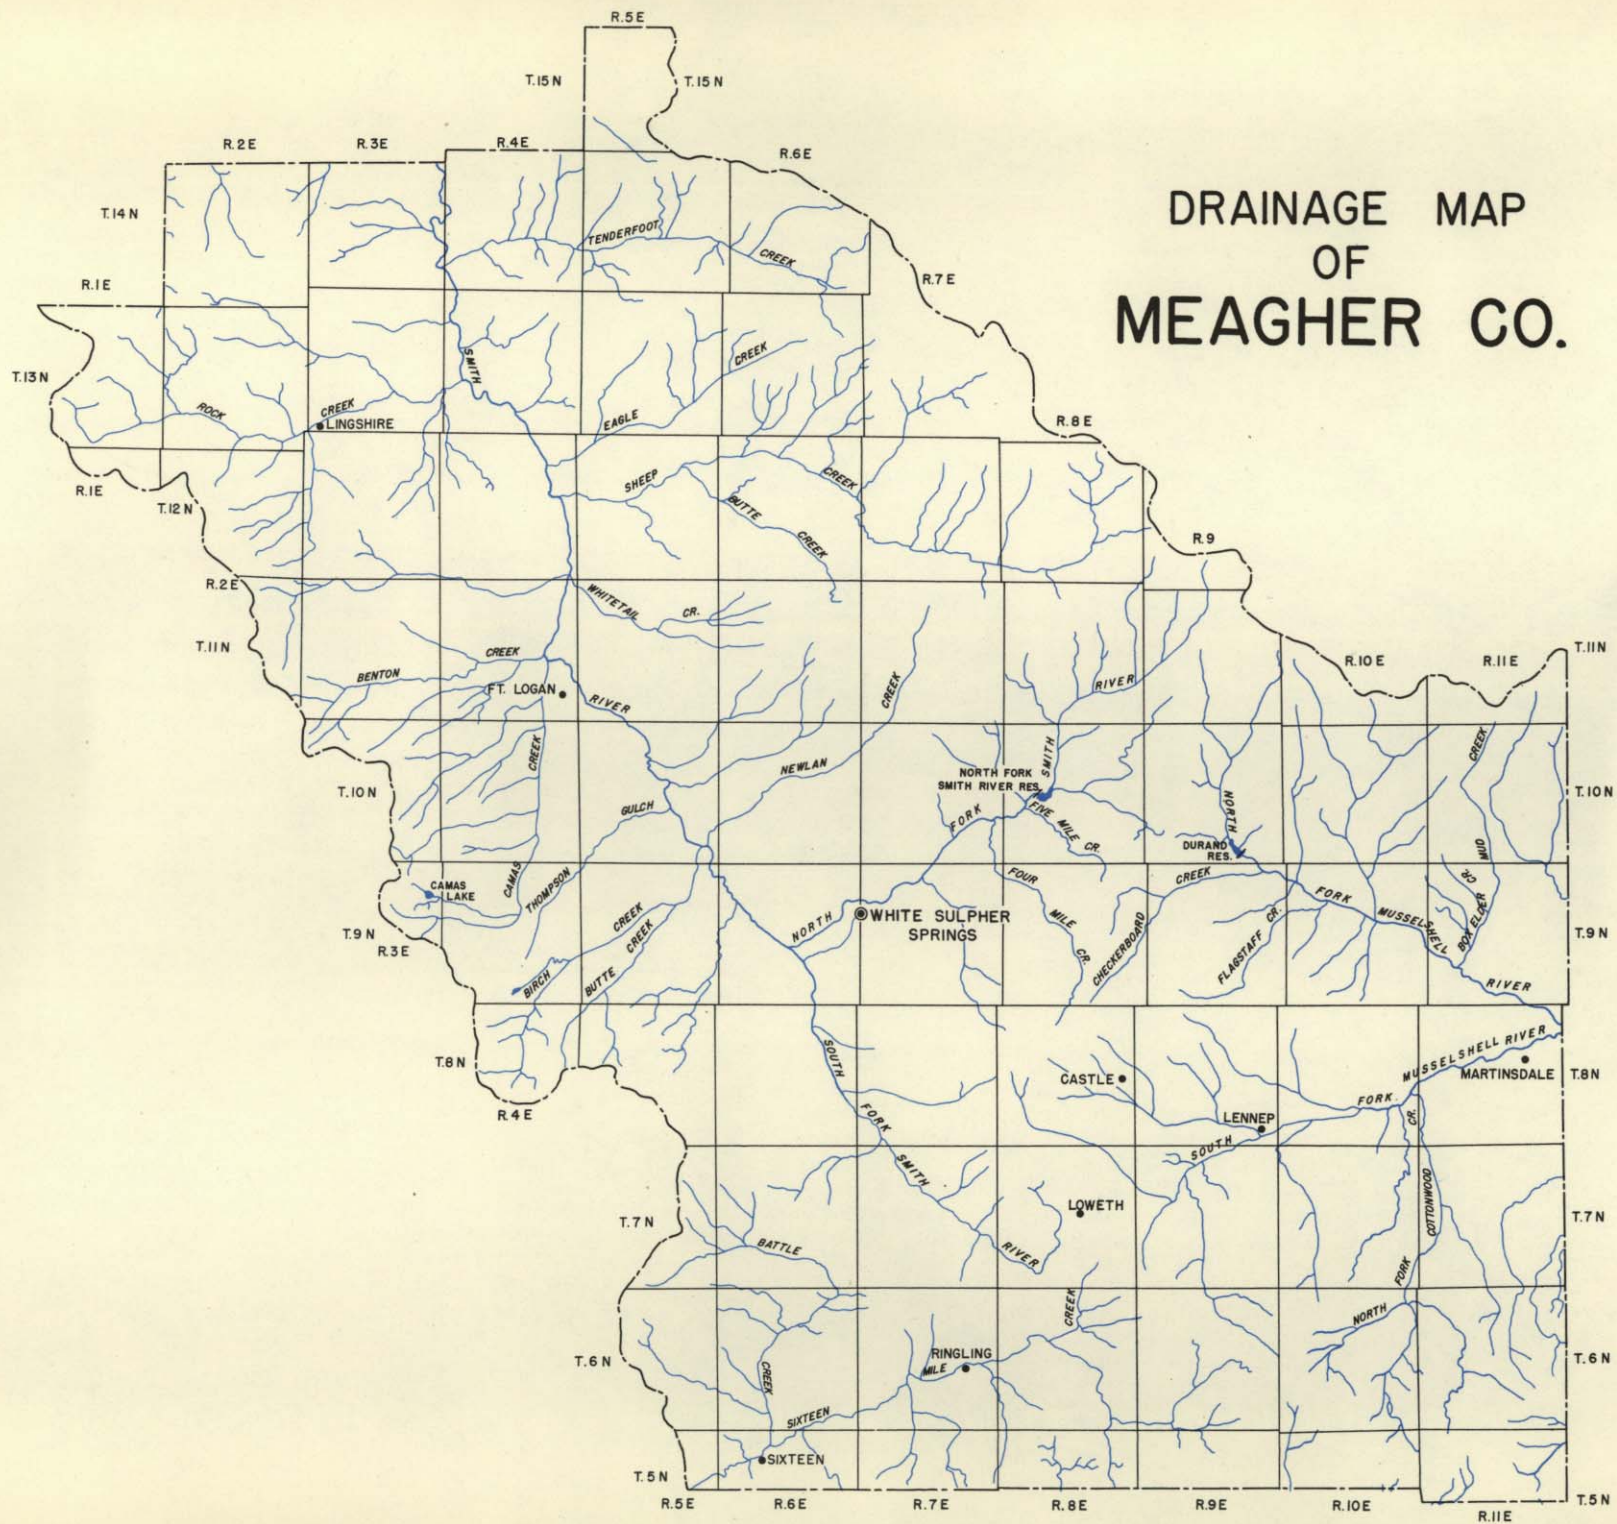 DRAINAGE MAP
OF
MEAGHER CO.
R.5E
T.15N
T.15N
R.2E
R.3E
R.4E
R.6E
T.14N
TENDERFOOT
CREEK
R.7E
R.1E
T.13N
SMITH
CREEK
EAGLE
ROCK
CREEK
LINGSHIRE
R.8E
R.1E
T.12N
SHEEP
CREEK
BUTTE
CREEK
R.9
R.2E
WHITETAIL
CR.
T.11N
BENTON
CREEK
FT. LOGAN
RIVER
CREEK
RIVER
R.10E
R.11E
T.11N
CREEK
NEWLAN
NORTH FORK
SMITH RIVER RES.
SMITH
CREEK
T.10N
GULCH
FORK
FIVE MILE CR.
NORTH
DURAND
RES.
MUD
T.10N
CAMAS
LAKE
CAMAS
THOMPSON
FOUR
MILE
CR.
CREEK
CR.
T.9N
R.3E
CREEK
BIRCH
CREEK
BUTTE
NORTH
WHITE SULPHER
SPRINGS
CHECKERBOARD
FLAGSTAFF CR.
FORK
MUSSELSHELL
BOX ELDER
RIVER
T.9N
T.8N
R.4E
SOUTH
FORK
SMITH
RIVER
CASTLE
LENNEP
SOUTH
FORK
MUSSELSHELL RIVER
MARTINSDALE
T.8N
CR.
T.7N
BATTLE
LOWETH
COTTONWOOD
T.7N
FORK
NORTH
T.6N
CREEK
RINGLING
MILE
CREEK
T.6N
SIXTEEN
SIXTEEN
T.5N
R.5E
R.6E
R.7E
R.8E
R.9E
R.10E
R.11E
T.5N